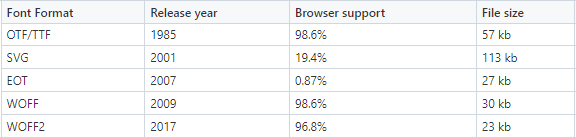 Font Format Release year Browser support File size
OTF/TTF 1985 98.6% 57 kb
SVG 2001 19.4% 113 kb
EOT 2007 0.87% 27 kb
WOFF 2009 98.6% 30 kb
WOFF2 2017 96.8% 23 kb